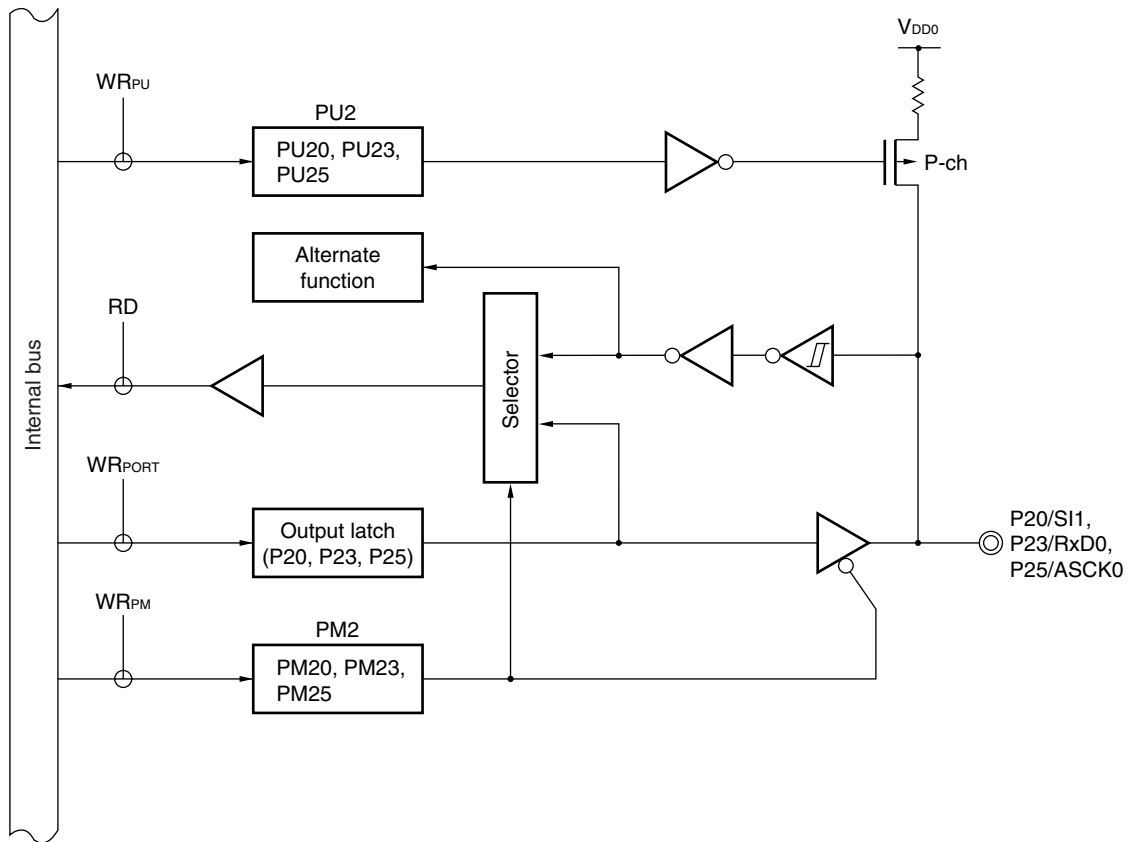 VDD0
WRPU
PU2
PU20, PU23,
PU25
P-ch
Alternate
function
RD
Selector
Internal bus
WRPORT
Output latch
(P20, P23, P25)
P20/SI1,
P23/RxD0,
P25/ASCK0
WRPM
PM2
PM20, PM23,
PM25